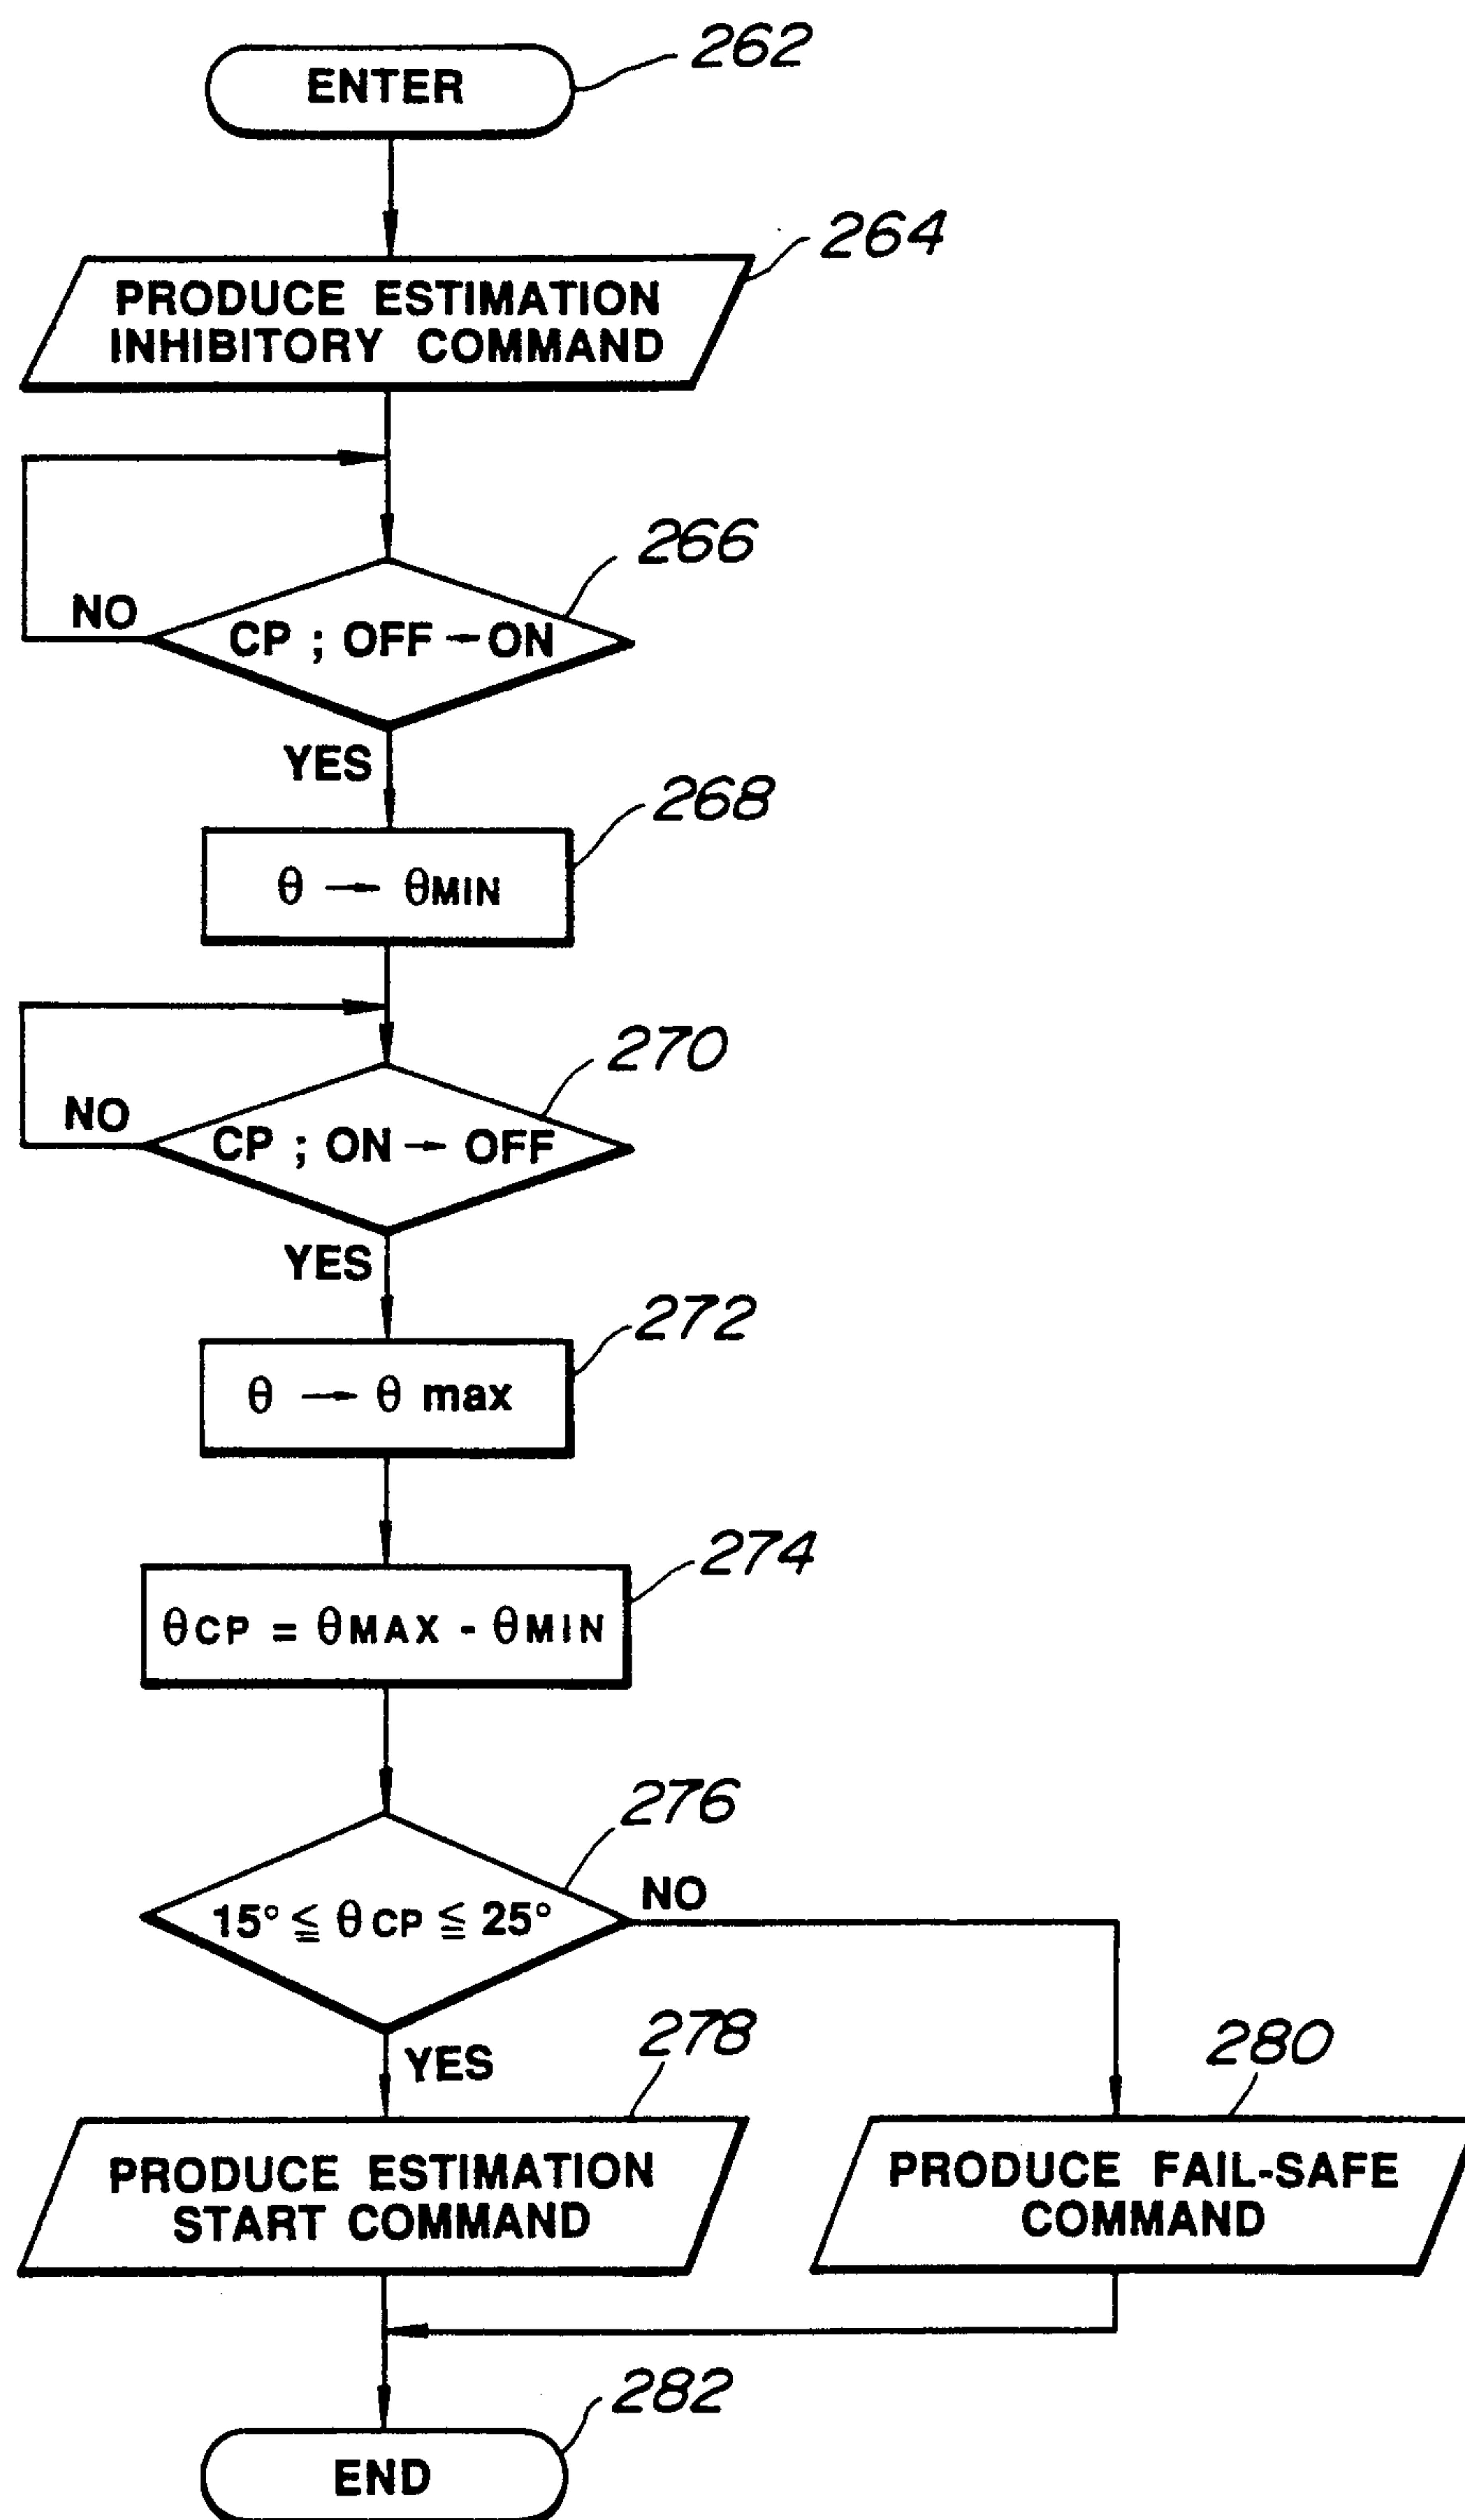 ENTER
262
264
PRODUCE ESTIMATION
INHIBITORY COMMAND
266
NO
CP ; OFF → ON
YES
268
θ → θMIN
270
NO
CP ; ON → OFF
YES
272
θ → θ max
274
θCP = θMAX - θMIN
276
15° ≦ θCP ≦ 25°
NO
YES
278
280
PRODUCE ESTIMATION
START COMMAND
PRODUCE FAIL-SAFE
COMMAND
282
END